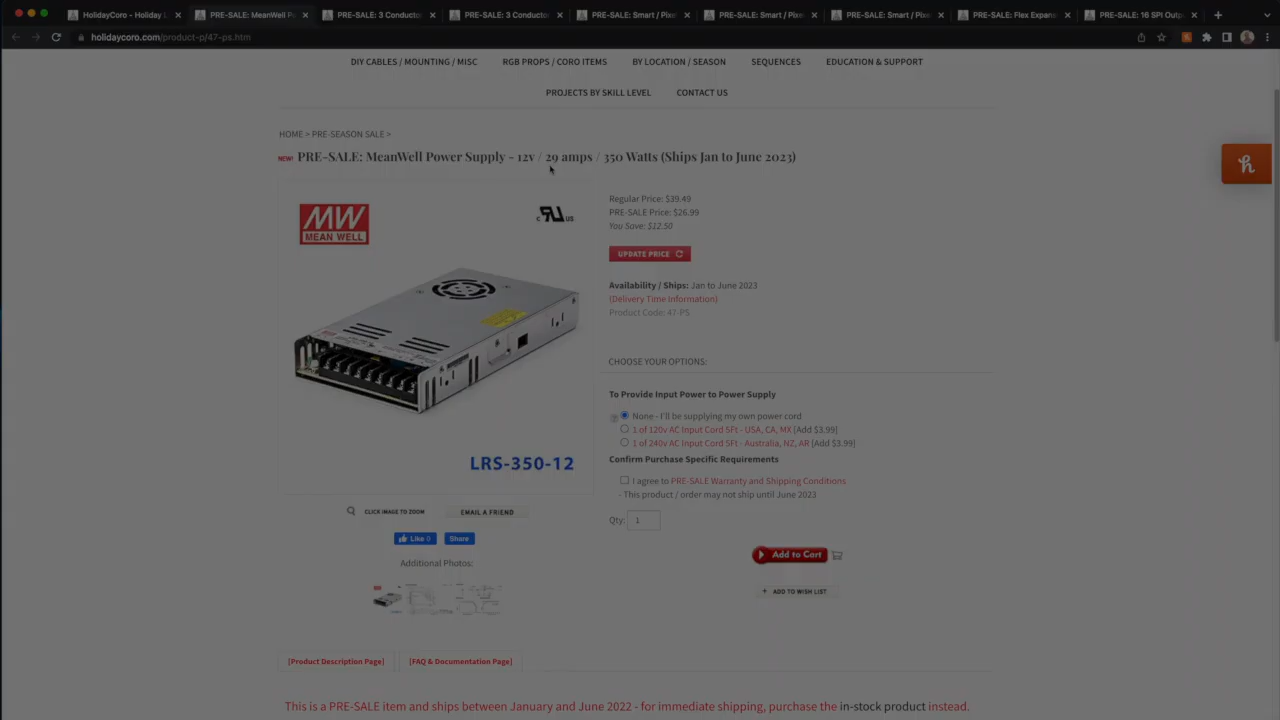 HolidayCoro - Holiday L
PRE-SALE: MeanWell P
PRE-SALE: 3 Conductor
PRE-SALE: 3 Conducto
PRE-SALE: Smart / Pixe
PRE-SALE: Smart / Pixe
PRE-SALE: Smart / Pixe
PRE-SALE: Flex Expan
PRE-SALE: 16 SPI Outp
holidaycoro.com/product-p/47-ps.htm
DIY CABLES / MOUNTING / MISC
RGB PROPS / CORO ITEMS
BY LOCATION / SEASON
SEQUENCES
EDUCATION & SUPPORT
PROJECTS BY SKILL LEVEL
CONTACT US
HOME > PRE-SEASON SALE >
NEW! PRE-SALE: MeanWell Power Supply - 12v / 29 amps / 350 Watts (Ships Jan to June 2023)
MW
MEAN WELL
C US
LRS-350-12
CLICK IMAGE TO ZOOM
EMAIL A FRIEND
Like 0
Share
Additional Photos:
Regular Price: $39.49
PRE-SALE Price: $26.99
You Save: $12.50
UPDATE PRICE
Availability / Ships: Jan to June 2023
(Delivery Time Information)
Product Code: 47-PS
CHOOSE YOUR OPTIONS:
To Provide Input Power to Power Supply
None - I'll be supplying my own power cord
1 of 120v AC Input Cord 5Ft - USA, CA, MX [Add $3.99]
1 of 240v AC Input Cord 5Ft - Australia, NZ, AR [Add $3.99]
Confirm Purchase Specific Requirements
I agree to PRE-SALE Warranty and Shipping Conditions
- This product / order may not ship until June 2023
Qty: 1
Add to Cart
+ ADD TO WISH LIST
[Product Description Page]
[FAQ & Documentation Page]
This is a PRE-SALE item and ships between January and June 2022 - for immediate shipping, purchase the in-stock product instead.